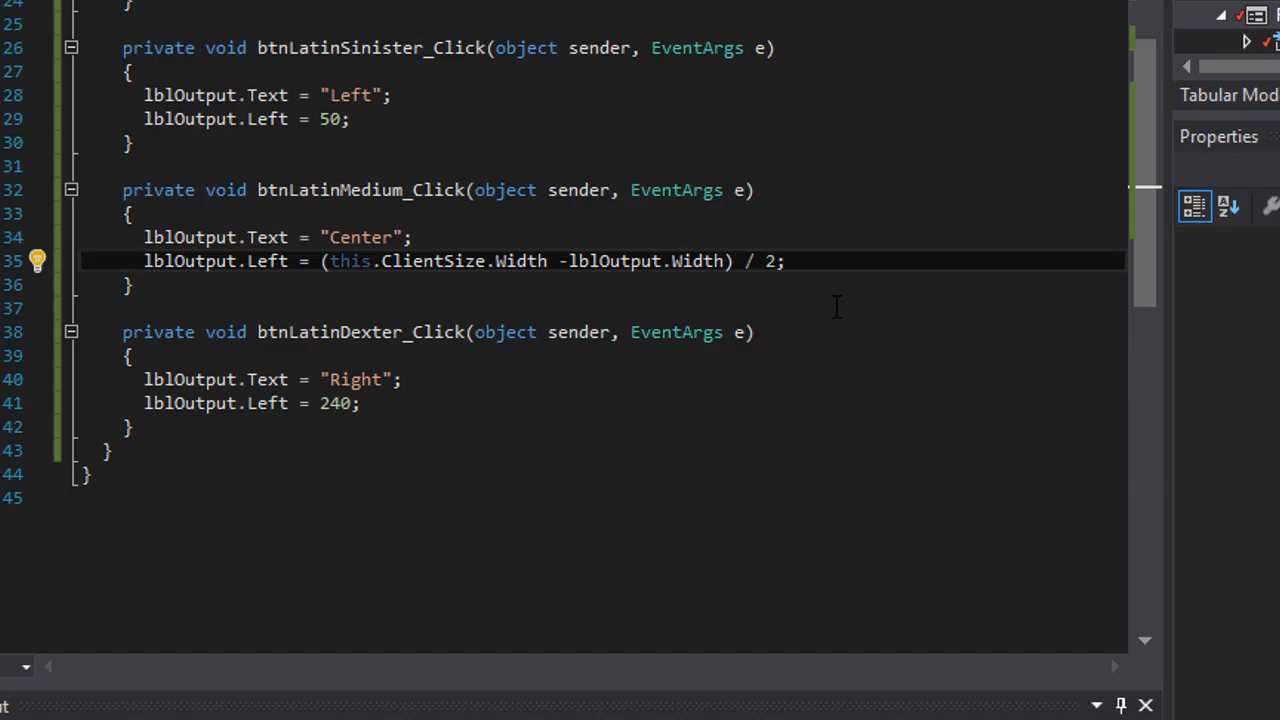 24 }
25
26 private void btnLatinSinister_Click(object sender, EventArgs e)
27 {
28 lblOutput.Text = "Left";
29 lblOutput.Left = 50;
30 }
31
32 private void btnLatinMedium_Click(object sender, EventArgs e)
33 {
34 lblOutput.Text = "Center";
35 lblOutput.Left = (this.ClientSize.Width -lblOutput.Width) / 2;
36 }
37
38 private void btnLatinDexter_Click(object sender, EventArgs e)
39 {
40 lblOutput.Text = "Right";
41 lblOutput.Left = 240;
42 }
43 }
44 }
45
Tabular Mod
Properties